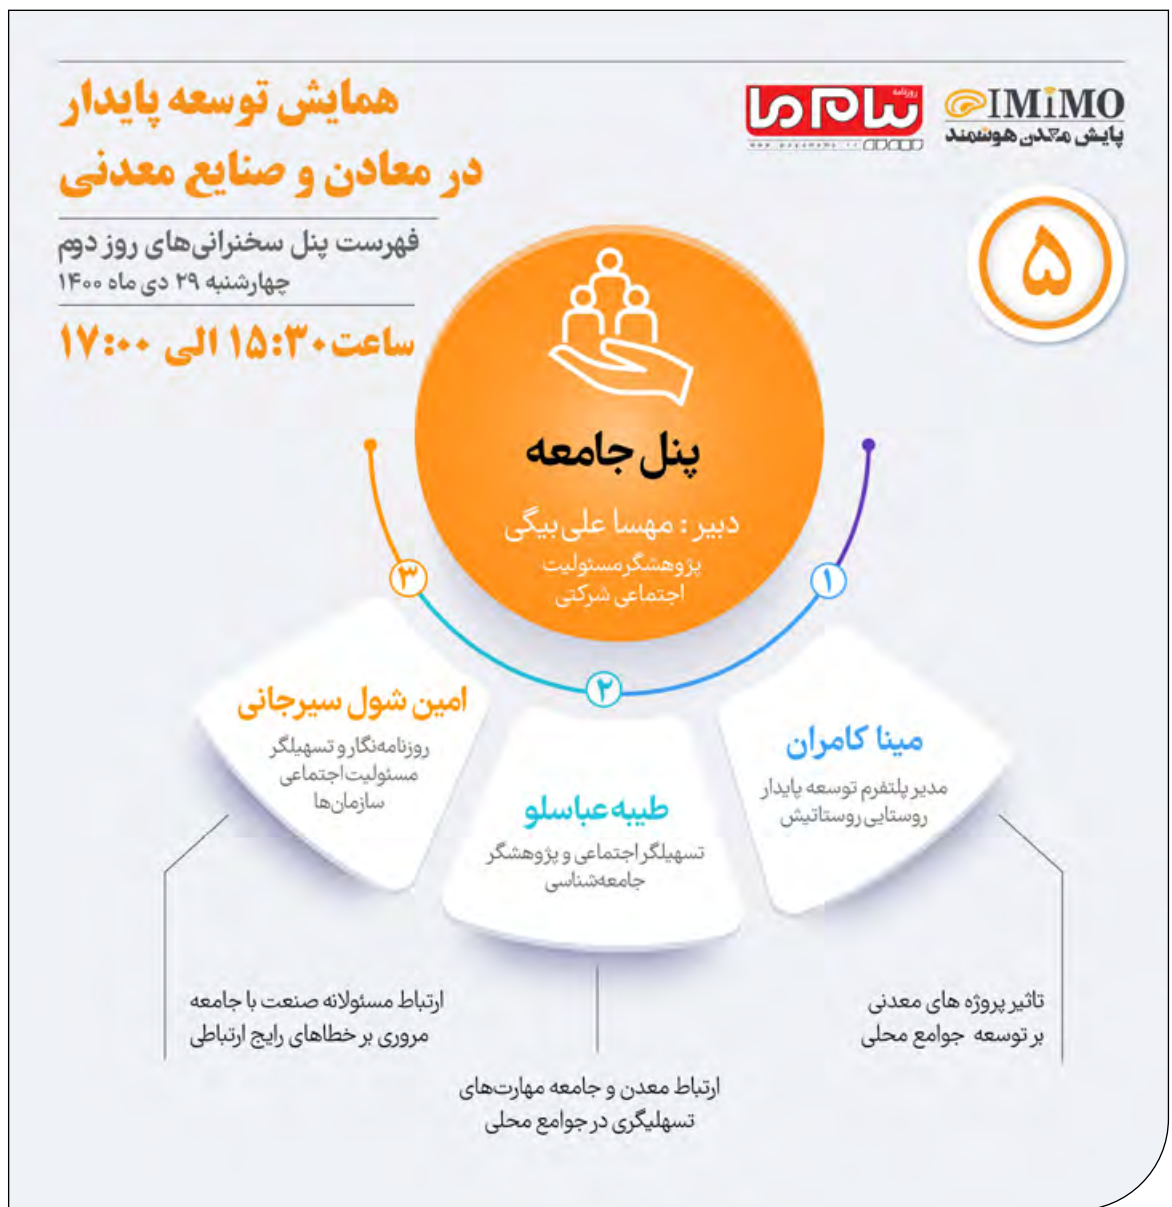 همایش توسعه پایدار
در معادن و صنایع معدنی
فهرست پنل سخنرانی‌های روز دوم
چهارشنبه ۲۹ دی ماه ۱۴۰۰
ساعت ۱۵:۳۰ الی ۱۷:۰۰
روزنامه
پیام ما
IMiMO
پایش معدن هوشمند
۵
پنل جامعه
دبیر : مهسا علی‌بیگی
پژوهشگر مسئولیت
اجتماعی شرکتی
۱
مینا کامران
مدیر پلتفرم توسعه پایدار
روستایی روستاتیش
تاثیر پروژه های معدنی
بر توسعه جوامع محلی
۲
طیبه عباسلو
تسهیلگر اجتماعی و پژوهشگر
جامعه‌شناسی
ارتباط معدن و جامعه مهارت‌های
تسهلیگری در جوامع محلی
۳
امین شول سیرجانی
روزنامه‌نگار و تسهیلگر
مسئولیت اجتماعی
سازمان‌ها
ارتباط مسئولانه صنعت با جامعه
مروری بر خطاهای رایج ارتباطی